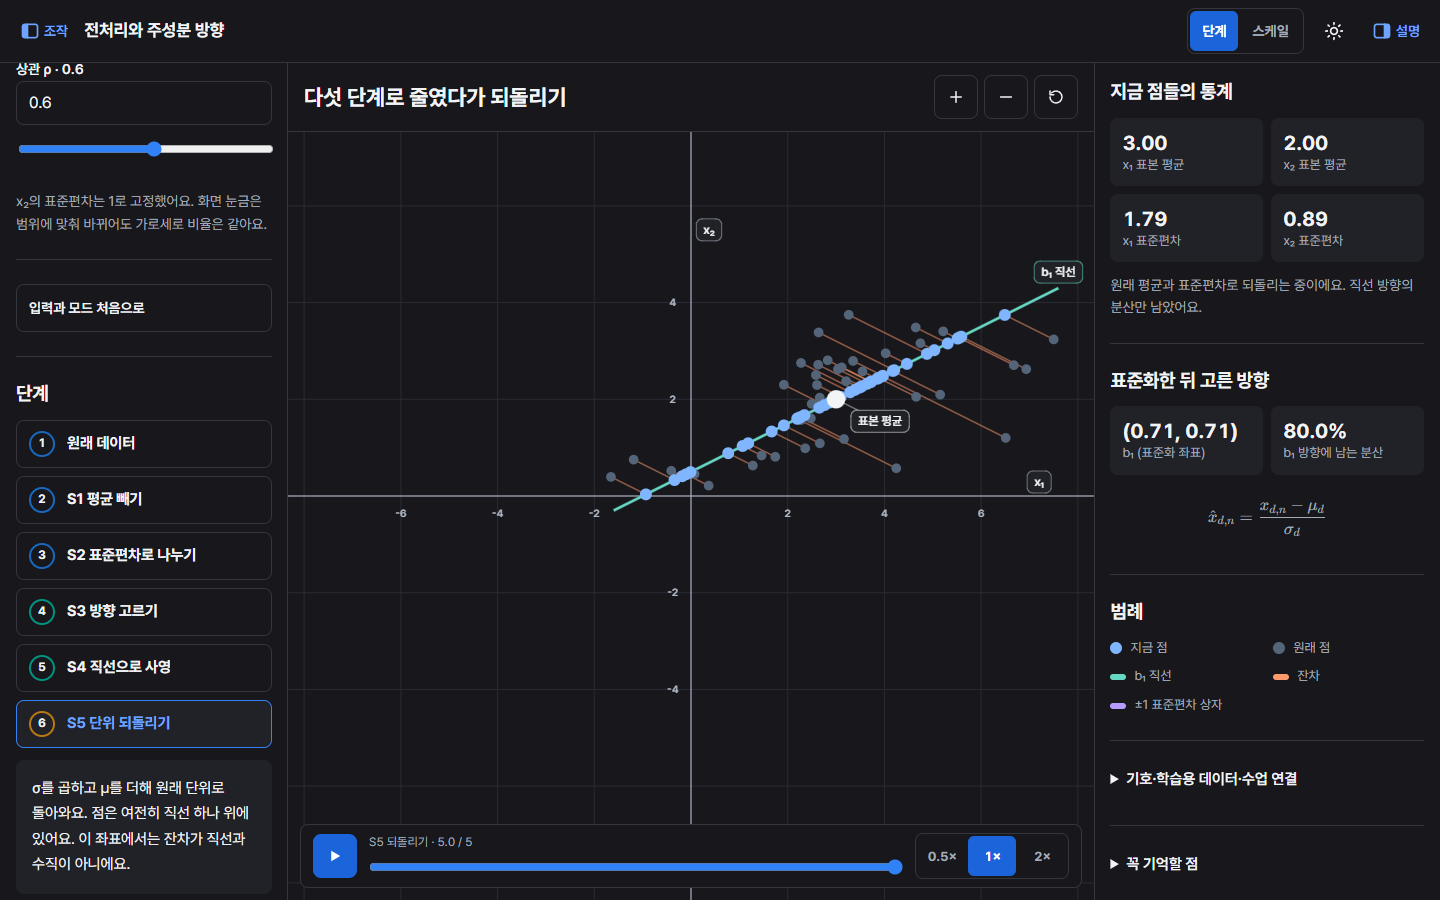 조작
전처리와 주성분 방향
단계
스케일
설명
상관 ρ · 0.6
0.6
x₂의 표준편차는 1로 고정했어요. 화면 눈금은
범위에 맞춰 바뀌어도 가로세로 비율은 같아요.
입력과 모드 처음으로
단계
1 원래 데이터
2 S1 평균 빼기
3 S2 표준편차로 나누기
4 S3 방향 고르기
5 S4 직선으로 사영
6 S5 단위 되돌리기
σ를 곱하고 μ를 더해 원래 단위로
돌아와요. 점은 여전히 직선 하나 위에
있어요. 이 좌표에서는 잔차가 직선과
수직이 아니에요.
다섯 단계로 줄였다가 되돌리기
x₂
b₁ 직선
4
2
표본 평균
x₁
-6 -4 -2 2 4 6
-2
-4
S5 되돌리기 · 5.0 / 5
0.5× 1× 2×
지금 점들의 통계
3.00
x₁ 표본 평균
2.00
x₂ 표본 평균
1.79
x₁ 표준편차
0.89
x₂ 표준편차
원래 평균과 표준편차로 되돌리는 중이에요. 직선 방향의
분산만 남았어요.
표준화한 뒤 고른 방향
(0.71, 0.71)
b₁ (표준화 좌표)
80.0%
b₁ 방향에 남는 분산
x̂_{d,n} = (x_{d,n} − μ_d) / σ_d
범례
지금 점
원래 점
b₁ 직선
잔차
±1 표준편차 상자
기호·학습용 데이터·수업 연결
꼭 기억할 점